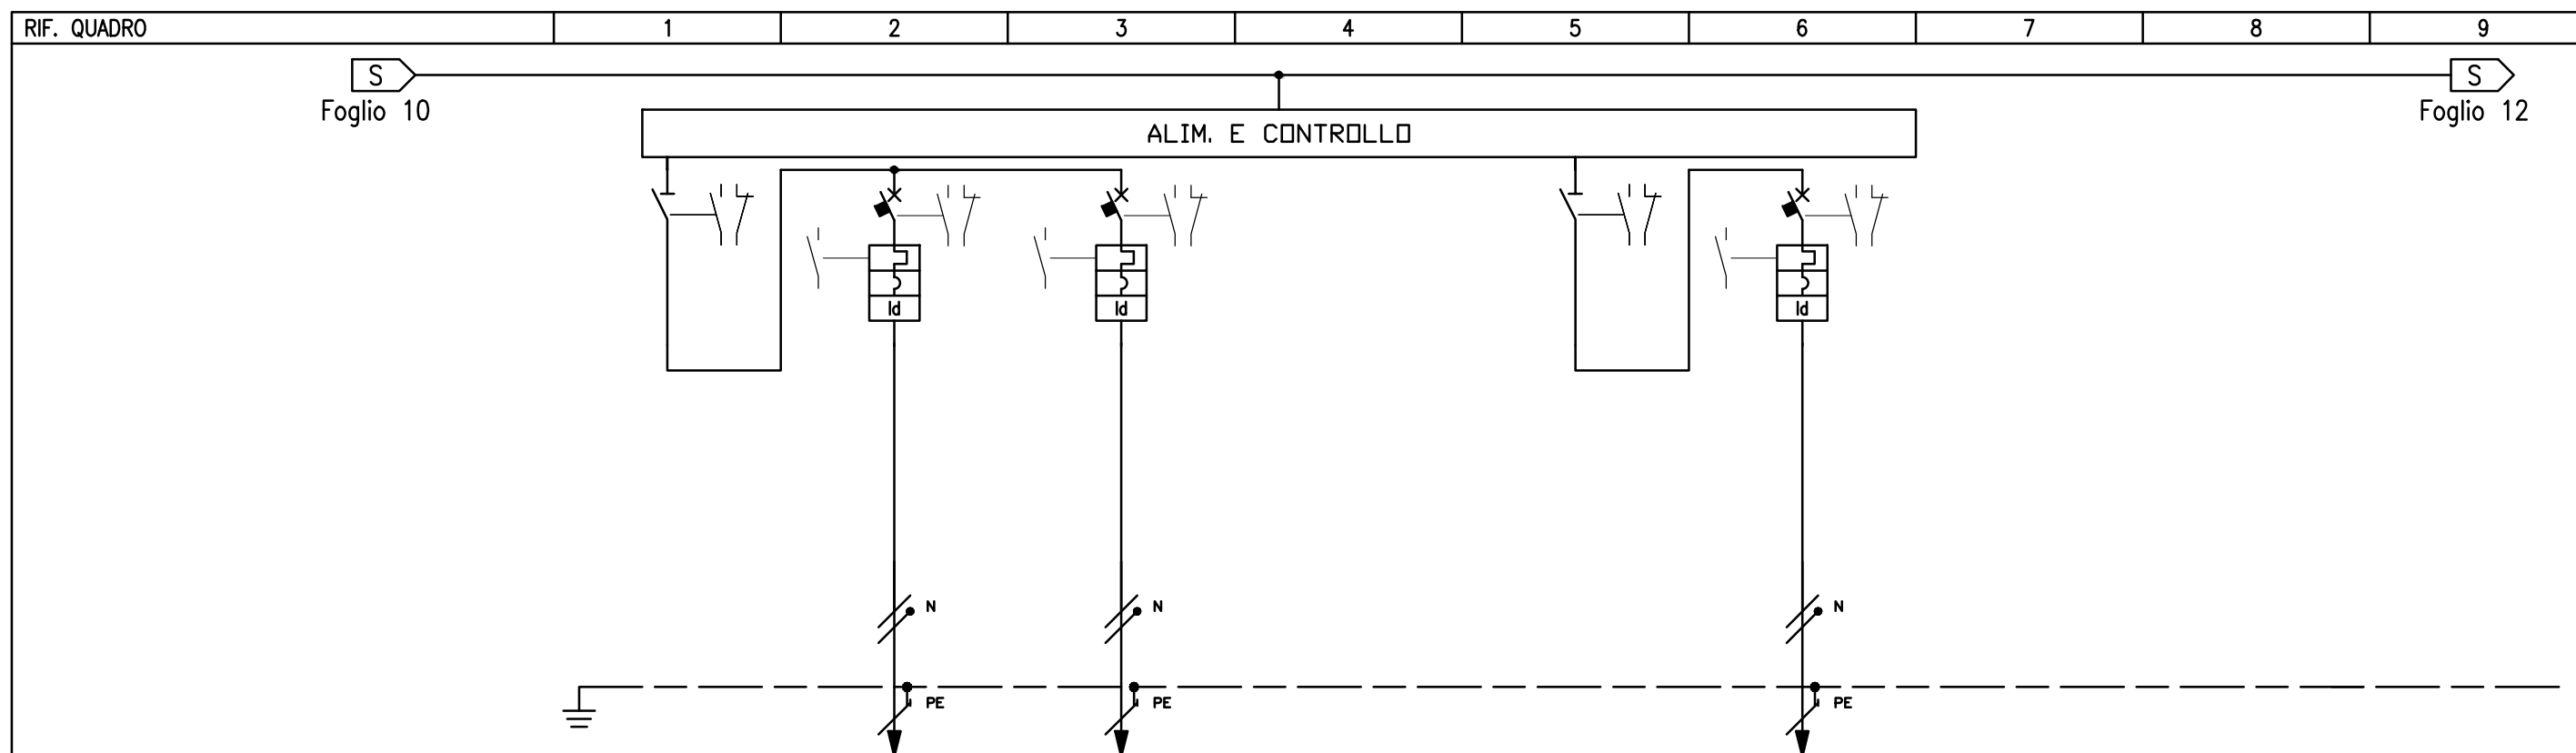 RIF. QUADRO 1 2 3 4 5 6 7 8 9
S S
Foglio 10 Foglio 12
ALIM. E CONTROLLO
Id Id Id
N N N
PE PE PE